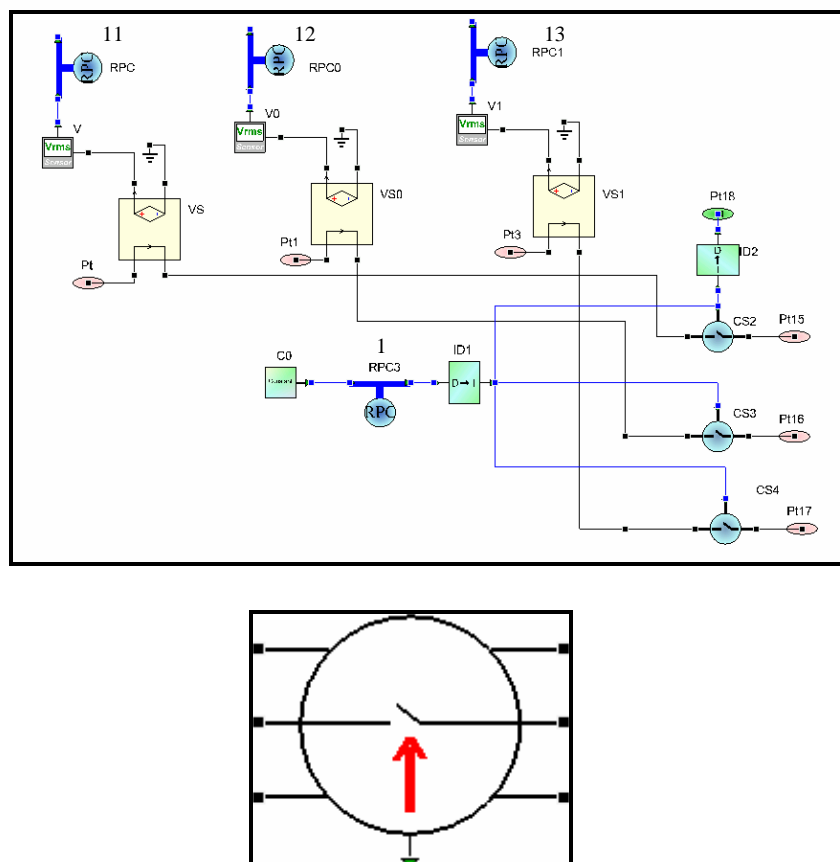 11 12 13
RPC RPC RPC
RPC RPC0 RPC1
V V0 V1
Vrms Vrms Vrms
Sensor Sensor Sensor
VS VS0 VS1 Pt18
Pt Pt1 Pt3 D ID2
I
CS2 Pt15
1
C0 RPC3 ID1
D→I
RPC
CS3 Pt16
CS4
Pt17